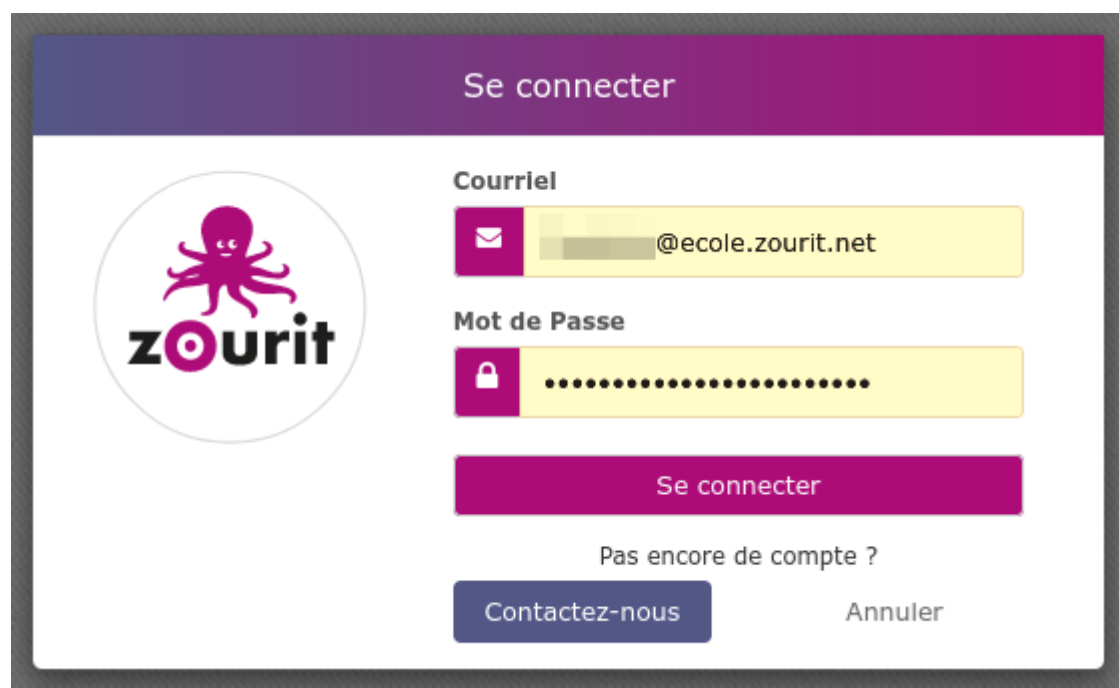 Se connecter
zourit
Courriel
@ecole.zourit.net
Mot de Passe
••••••••••••••••••••••••
Se connecter
Pas encore de compte ?
Contactez-nous
Annuler